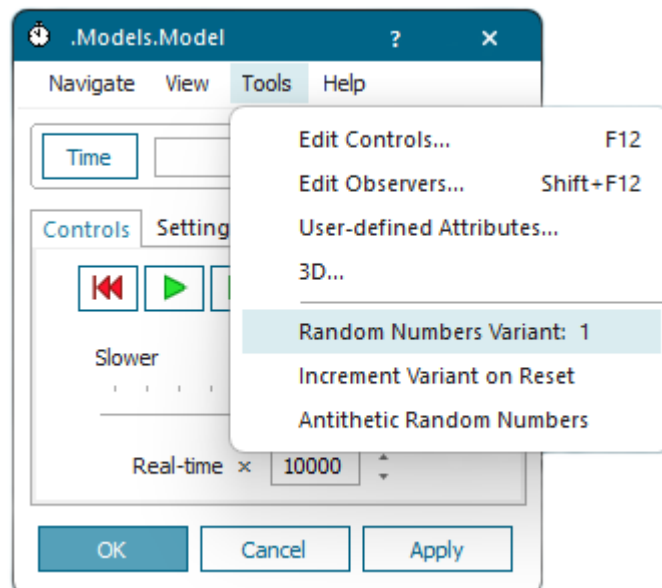 .Models.Model ? ×
Navigate View Tools Help
Time
Edit Controls... F12
Edit Observers... Shift+F12
User-defined Attributes...
3D...
Random Numbers Variant: 1
Increment Variant on Reset
Antithetic Random Numbers
Controls Setting
Slower
Real-time × 10000
OK Cancel Apply